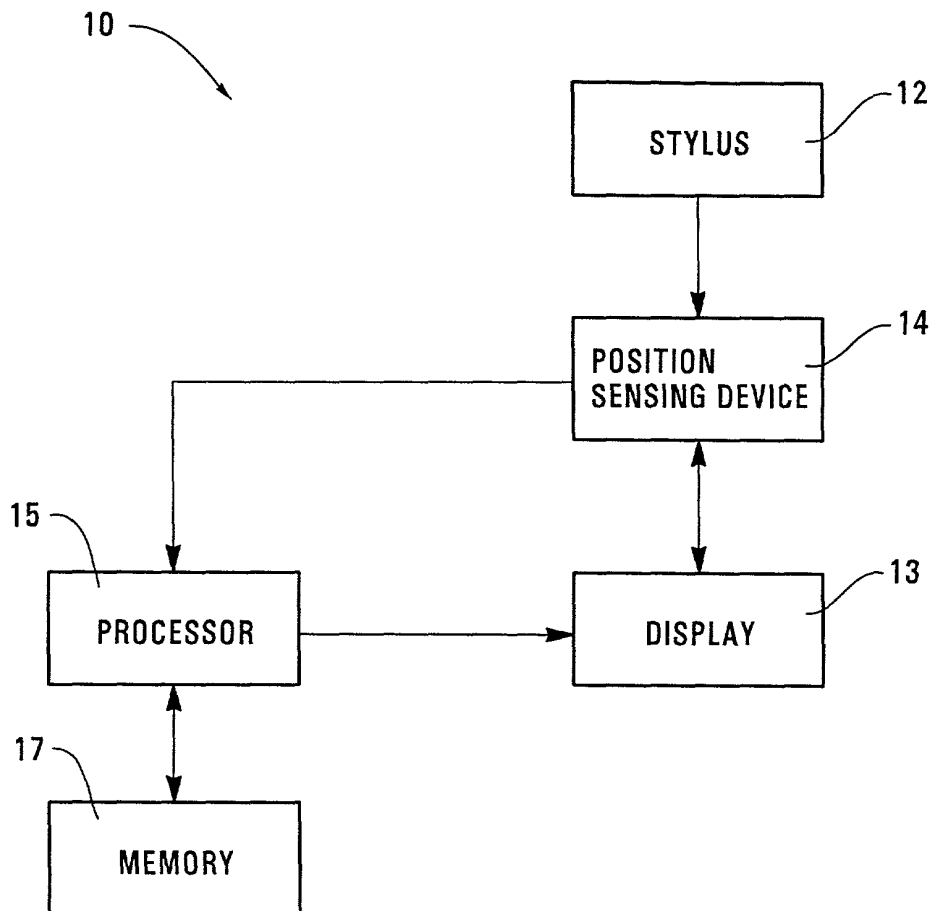 10
12
STYLUS
14
POSITION
SENSING DEVICE
15
13
PROCESSOR
DISPLAY
17
MEMORY